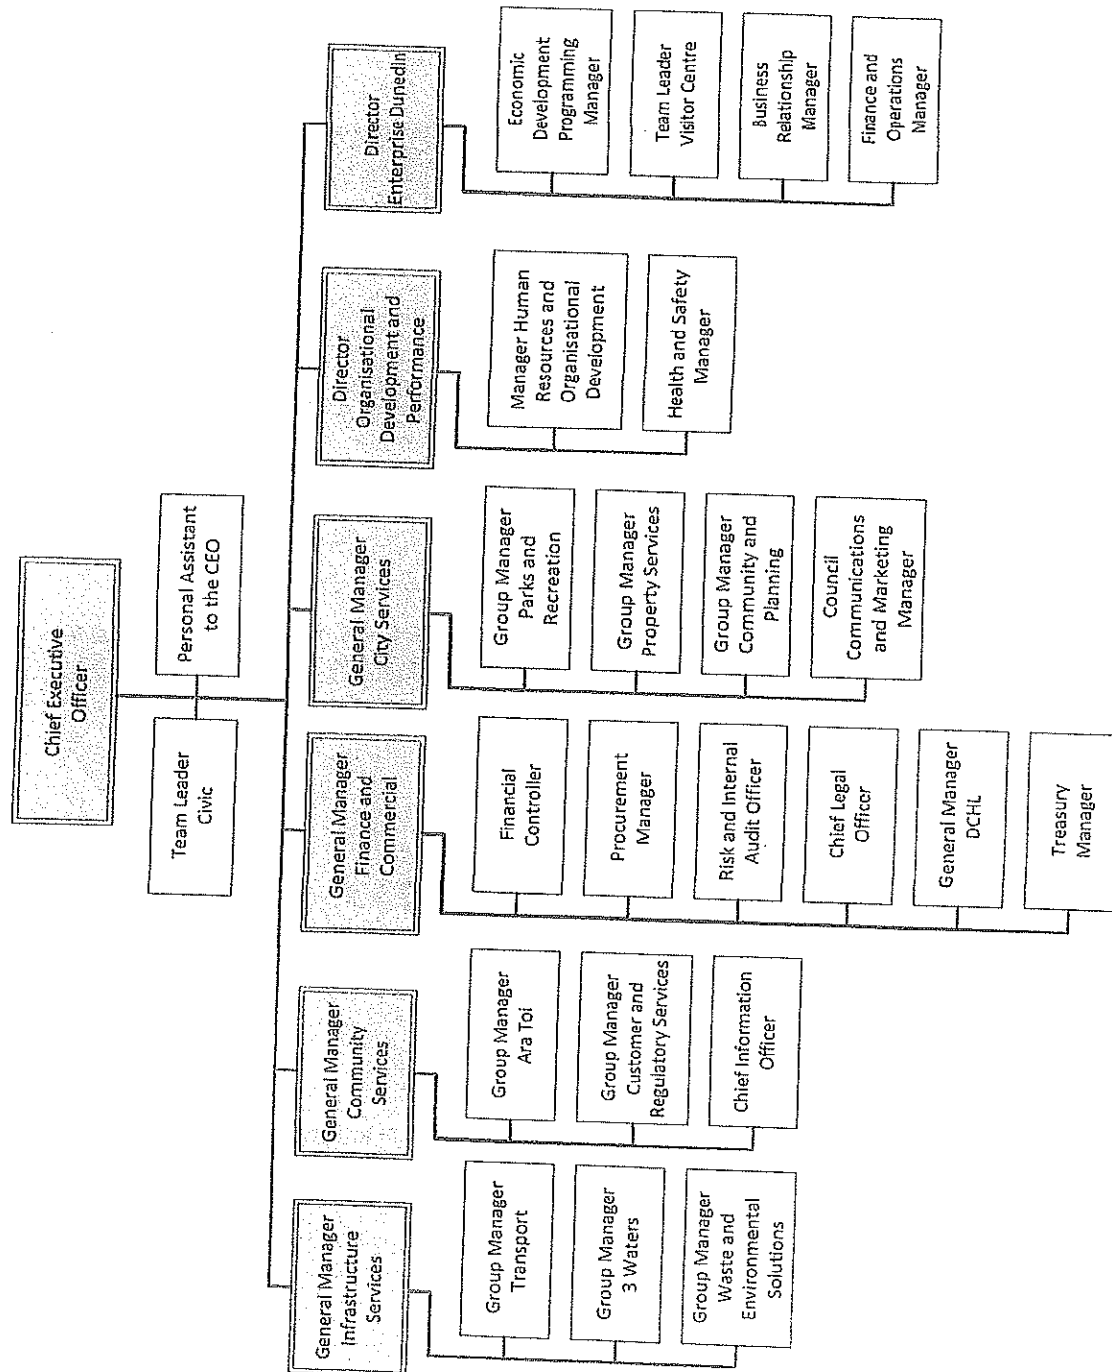 Chief Executive
Officer
Team Leader
Civic
Personal Assistant
to the CEO
General Manager
Infrastructure
Services
Group Manager
Transport
Group Manager
3 Waters
Group Manager
Waste and
Environmental
Solutions
General Manager
Community
Services
Group Manager
Ara Toi
Group Manager
Customer and
Regulatory Services
Chief Information
Officer
General Manager
Finance and
Commercial
Financial
Controller
Procurement
Manager
Risk and Internal
Audit Officer
Chief Legal
Officer
General Manager
DCHL
Treasury
Manager
General Manager
City Services
Group Manager
Parks and
Recreation
Group Manager
Property Services
Group Manager
Community and
Planning
Council
Communications
and Marketing
Manager
Director
Organisational
Development and
Performance
Manager Human
Resources and
Organisational
Development
Health and Safety
Manager
Director
Enterprise Dunedin
Economic
Development
Programming
Manager
Team Leader
Visitor Centre
Business
Relationship
Manager
Finance and
Operations
Manager